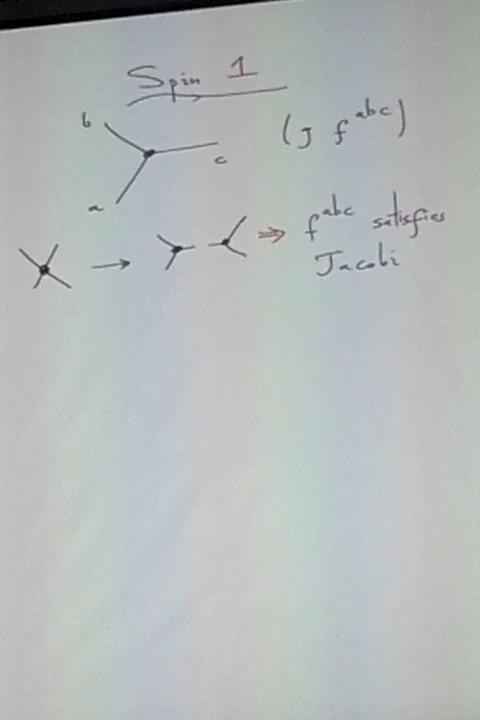 Spin 1
b
c
a
(g f^abc)
f^abc satisfies
Jacobi